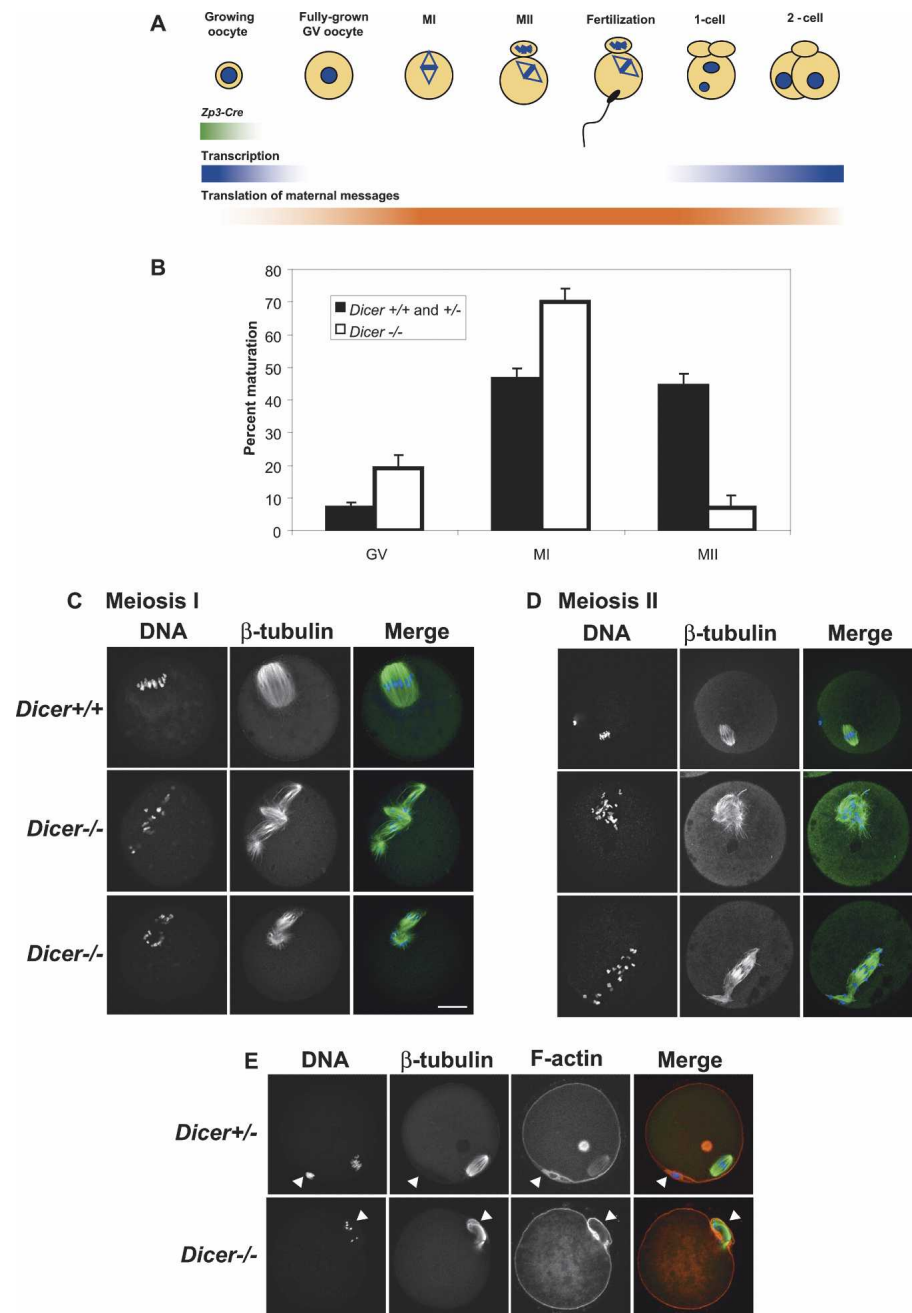 A
Growing oocyte
Fully-grown GV oocyte
MI
MII
Fertilization
1-cell
2 - cell
Zp3-Cre
Transcription
Translation of maternal messages
B
Percent maturation
80
70
60
50
40
30
20
10
0
Dicer +/+ and +/-
Dicer -/-
GV
MI
MII
C Meiosis I
DNA β-tubulin Merge
Dicer+/+
Dicer-/-
Dicer-/-
D Meiosis II
DNA β-tubulin Merge
E
DNA β-tubulin F-actin Merge
Dicer+/-
Dicer-/-